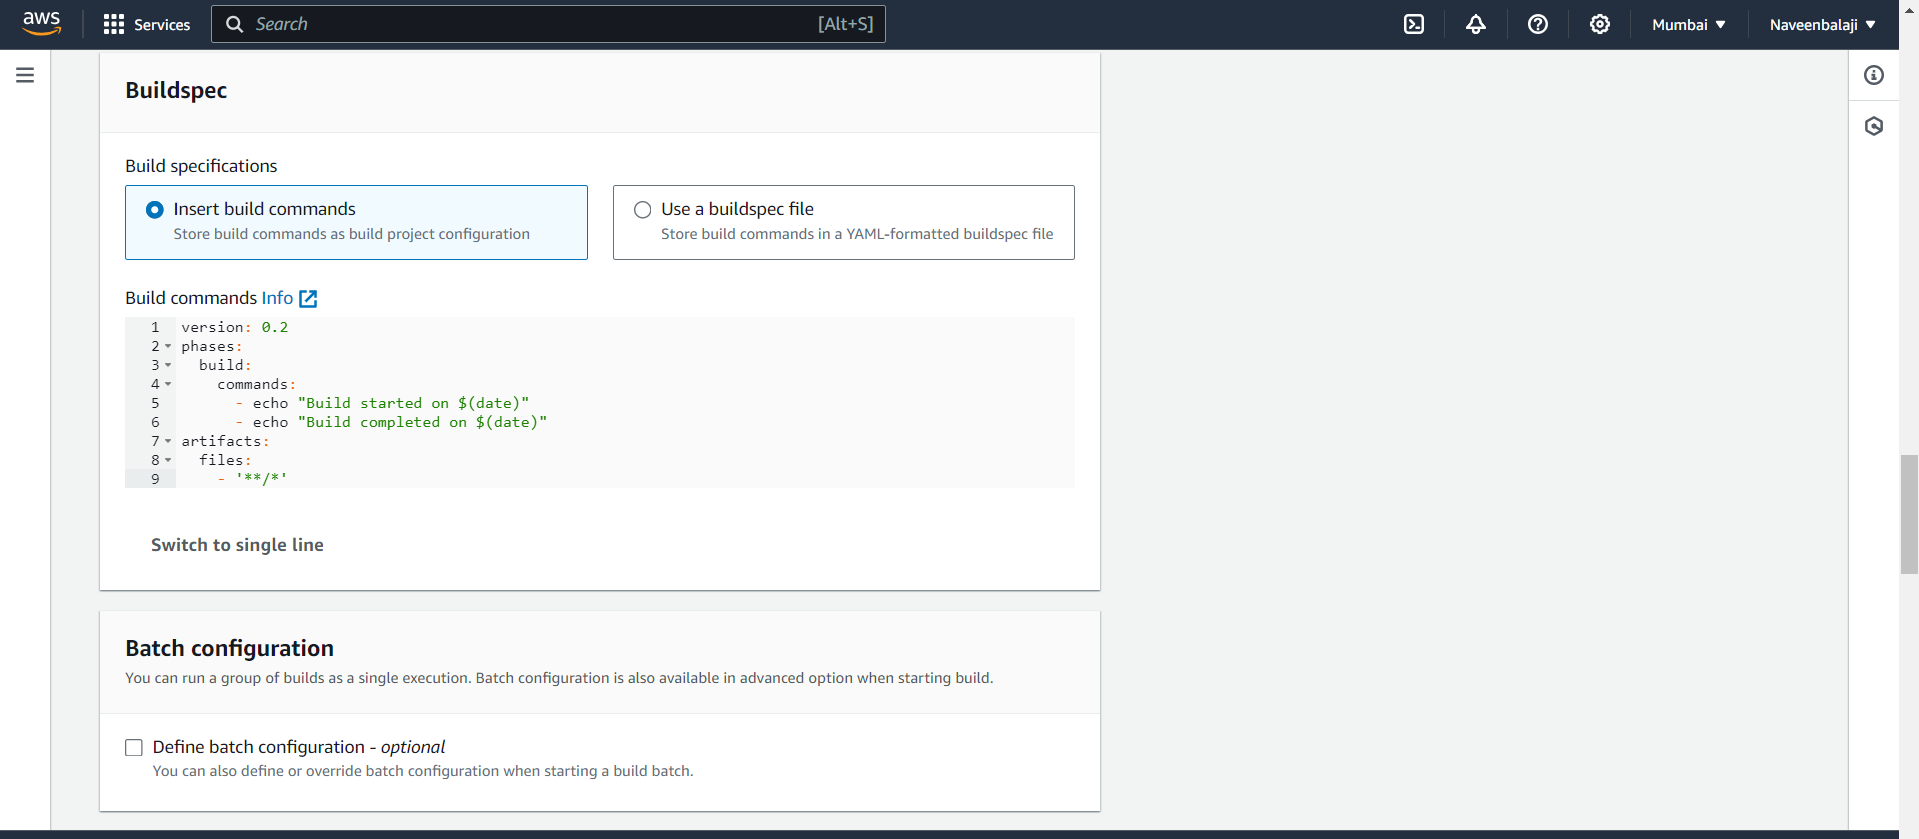 aws
Services
Search
[Alt+S]
Mumbai ▼
Naveenbalaji ▼
Buildspec
Build specifications
Insert build commands
Store build commands as build project configuration
Use a buildspec file
Store build commands in a YAML-formatted buildspec file
Build commands Info
1 version: 0.2
2 phases:
3   build:
4     commands:
5       - echo "Build started on $(date)"
6       - echo "Build completed on $(date)"
7 artifacts:
8   files:
9     - '**/*'
Switch to single line
Batch configuration
You can run a group of builds as a single execution. Batch configuration is also available in advanced option when starting build.
Define batch configuration - optional
You can also define or override batch configuration when starting a build batch.